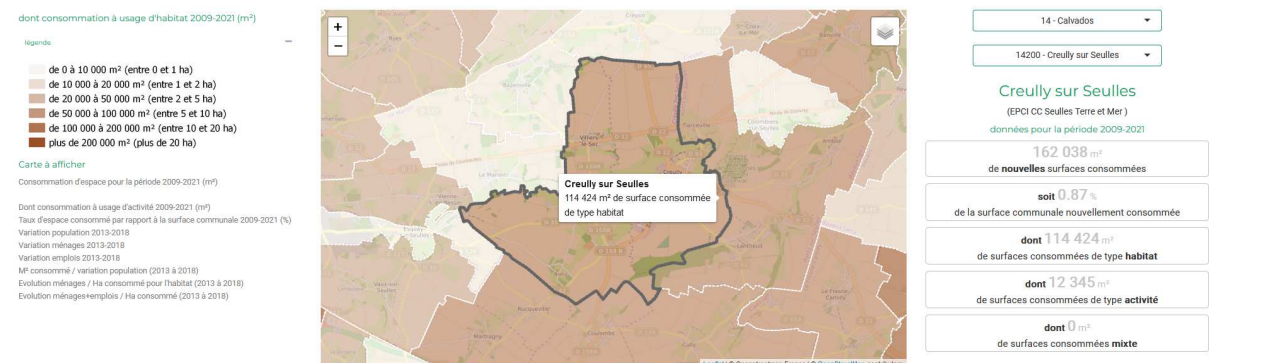 dont consommation à usage d'habitat 2009-2021 (m²)
légende
de 0 à 10 000 m² (entre 0 et 1 ha)
de 10 000 à 20 000 m² (entre 1 et 2 ha)
de 20 000 à 50 000 m² (entre 2 et 5 ha)
de 50 000 à 100 000 m² (entre 5 et 10 ha)
de 100 000 à 200 000 m² (entre 10 et 20 ha)
plus de 200 000 m² (plus de 20 ha)
Carte à afficher
Consommation d'espace pour la période 2009-2021 (m²)
Dont consommation à usage d'activité 2009-2021 (m²)
Taux d'espace consommé par rapport à la surface communale 2009-2021 (%)
Variation population 2013-2018
Variation ménages 2013-2018
Variation emplois 2013-2018
M² consommé / variation population (2013 à 2018)
Evolution ménages / Ha consommé pour l'habitat (2013 à 2018)
Evolution ménages+emplois / Ha consommé (2013 à 2018)
+
−
Villiers-
le-Sec
Creully sur Seulles
114 424 m² de surface consommée
de type habitat
Lantheuil
Coulombs
Martragny
Rucqueville
14 - Calvados
14200 - Creully sur Seulles
Creully sur Seulles
(EPCI CC Seulles Terre et Mer )
données pour la période 2009-2021
162 038 m²
de nouvelles surfaces consommées
soit 0.87 %
de la surface communale nouvellement consommée
dont 114 424 m²
de surfaces consommées de type habitat
dont 12 345 m²
de surfaces consommées de type activité
dont 0 m²
de surfaces consommées mixte